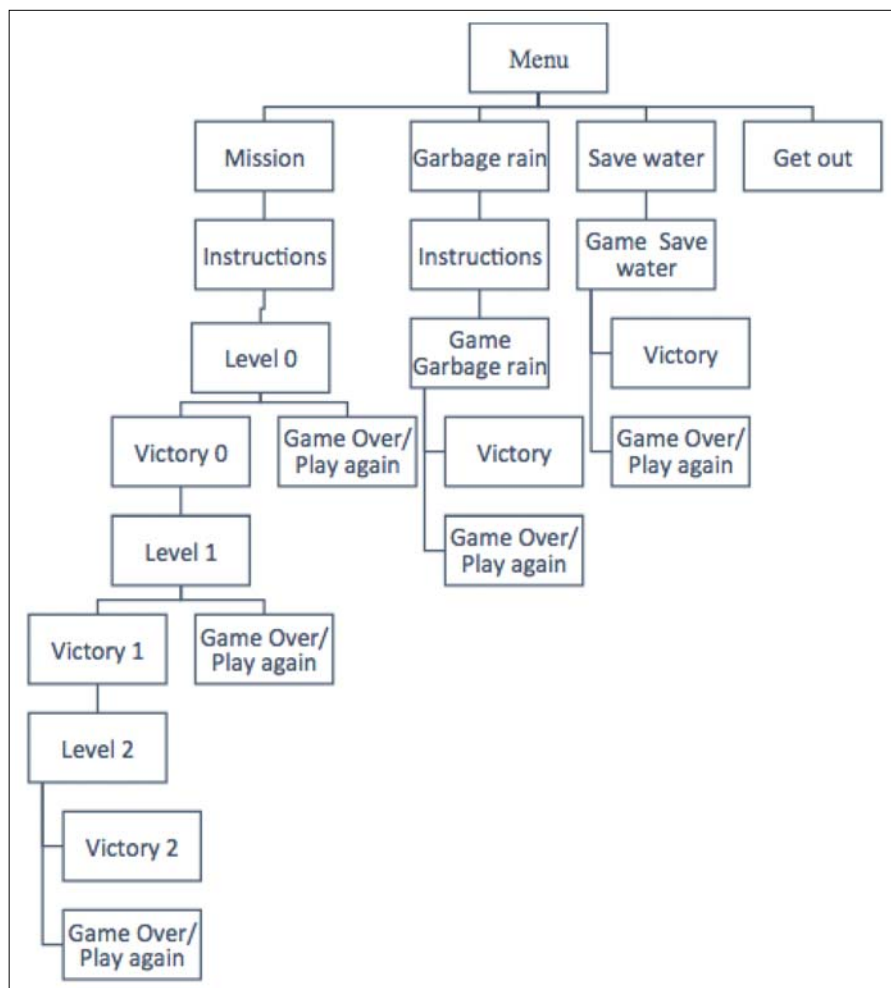 Menu
Mission
Garbage rain
Save water
Get out
Instructions
Instructions
Game Save
water
Level 0
Game
Garbage rain
Victory
Victory 0
Game Over/
Play again
Victory
Game Over/
Play again
Level 1
Game Over/
Play again
Victory 1
Game Over/
Play again
Level 2
Victory 2
Game Over/
Play again